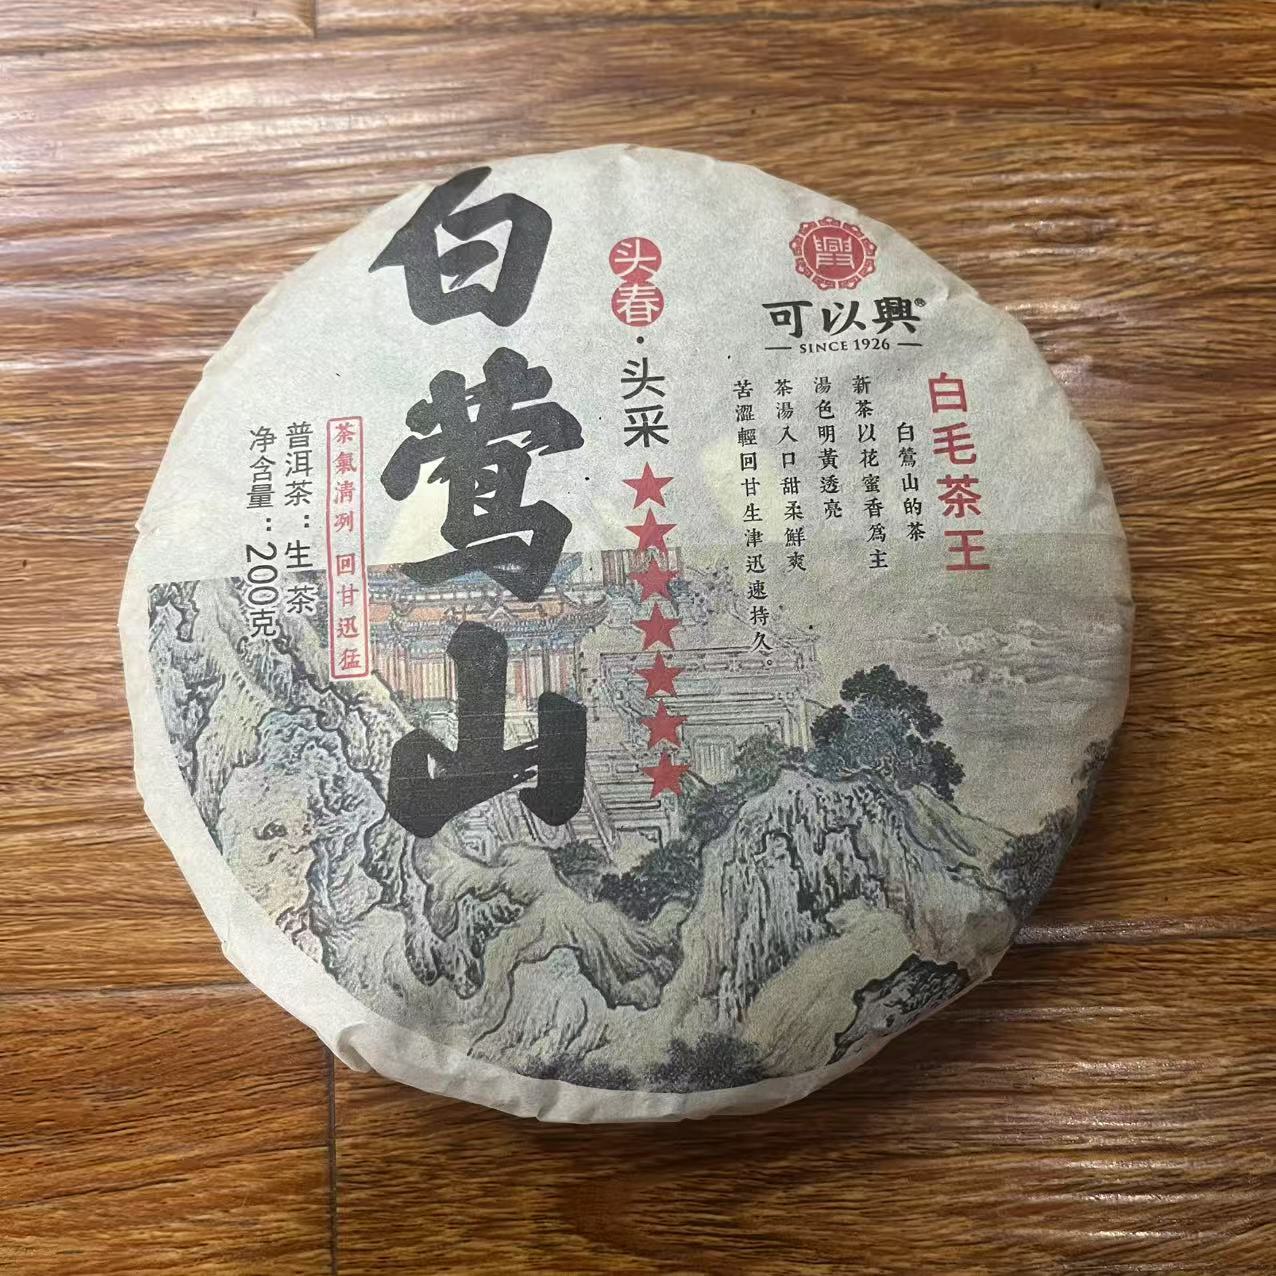 白莺山
头春·头采
可以興®
SINCE 1926
白毛茶王
白鶯山的茶
新茶以花蜜香爲主
湯色明黄透亮
茶湯入口甜柔鮮爽
苦澀輕回甘生津迅速持久。
茶氣清冽 回甘迅猛
普洱茶：生茶
净含量：200克